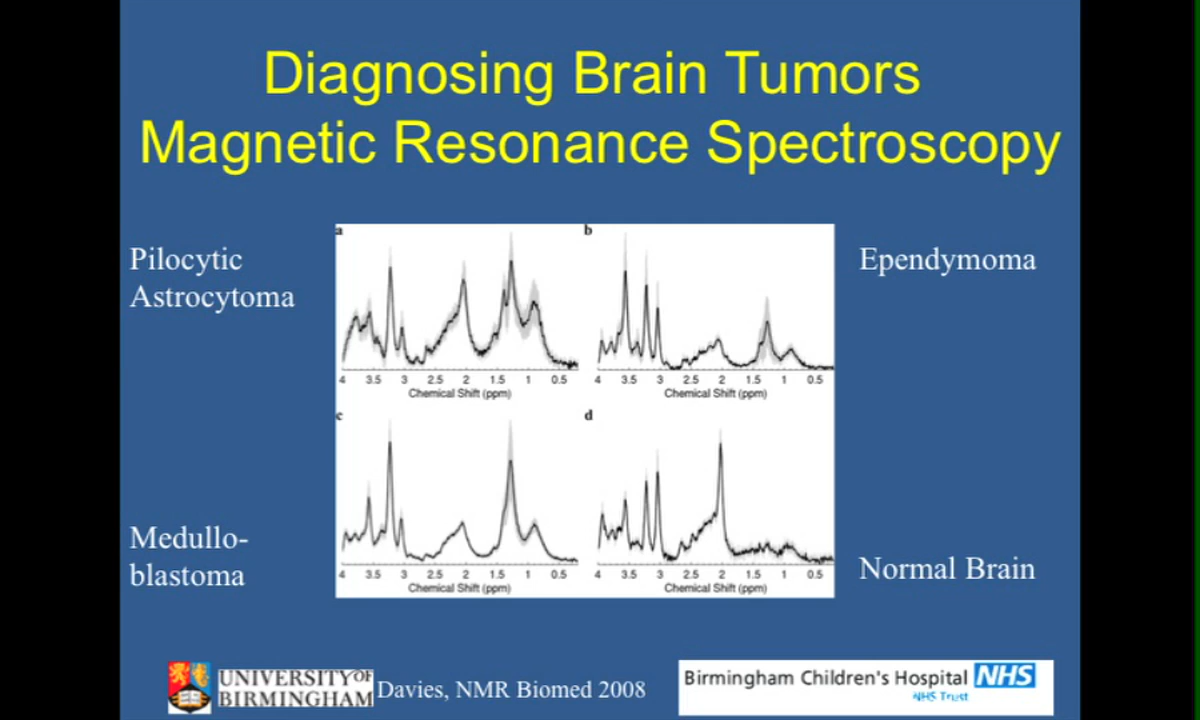 Diagnosing Brain Tumors
Magnetic Resonance Spectroscopy
Pilocytic
Astrocytoma
a
4 3.5 3 2.5 2 1.5 1 0.5
Chemical Shift (ppm)
b
4 3.5 3 2.5 2 1.5 1 0.5
Chemical Shift (ppm)
Ependymoma
Medullo-
blastoma
c
4 3.5 3 2.5 2 1.5 1 0.5
Chemical Shift (ppm)
d
4 3.5 3 2.5 2 1.5 1 0.5
Chemical Shift (ppm)
Normal Brain
UNIVERSITY OF
BIRMINGHAM
Davies, NMR Biomed 2008
Birmingham Children's Hospital NHS
NHS Trust